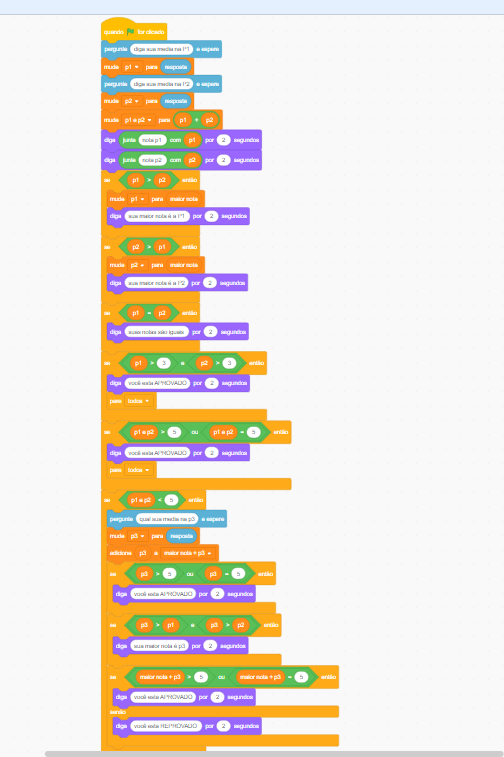 quando for clicado
pergunte diga sua media na P1 e espere
mude p1 para resposta
pergunte diga sua media na P2 e espere
mude p2 para resposta
mude p1 e p2 para p1 + p2
diga junte nota p1 com p1 por 2 segundos
diga junte nota p2 com p2 por 2 segundos
se p1 > p2 então
mude p1 para maior nota
diga sua maior nota é a P1 por 2 segundos
se p2 > p1 então
mude p2 para maior nota
diga sua maior nota é a P2 por 2 segundos
se p1 = p2 então
diga suas notas são iguais por 2 segundos
se p1 > 3 e p2 > 3 então
diga você esta APROVADO por 2 segundos
pare todos
se p1 e p2 > 5 ou p1 e p2 = 5 então
diga você esta APROVADO por 2 segundos
pare todos
se p1 e p2 < 5 então
pergunte qual sua media na p3 e espere
mude p3 para resposta
adicione p3 a maior nota + p3
se p3 > 5 ou p3 = 5 então
diga você esta APROVADO por 2 segundos
se p3 > p1 e p3 > p2 então
diga sua maior nota é p3 por 2 segundos
se maior nota + p3 > 5 ou maior nota + p3 = 5 então
diga você esta APROVADO por 2 segundos
senão
diga você esta REPROVADO por 2 segundos